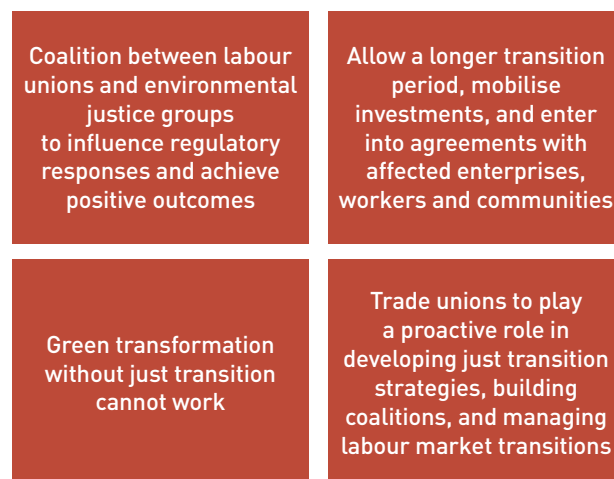 Coalition between labour
unions and environmental
justice groups
to influence regulatory
responses and achieve
positive outcomes
Allow a longer transition
period, mobilise
investments, and enter
into agreements with
affected enterprises,
workers and communities
Green transformation
without just transition
cannot work
Trade unions to play
a proactive role in
developing just transition
strategies, building
coalitions, and managing
labour market transitions